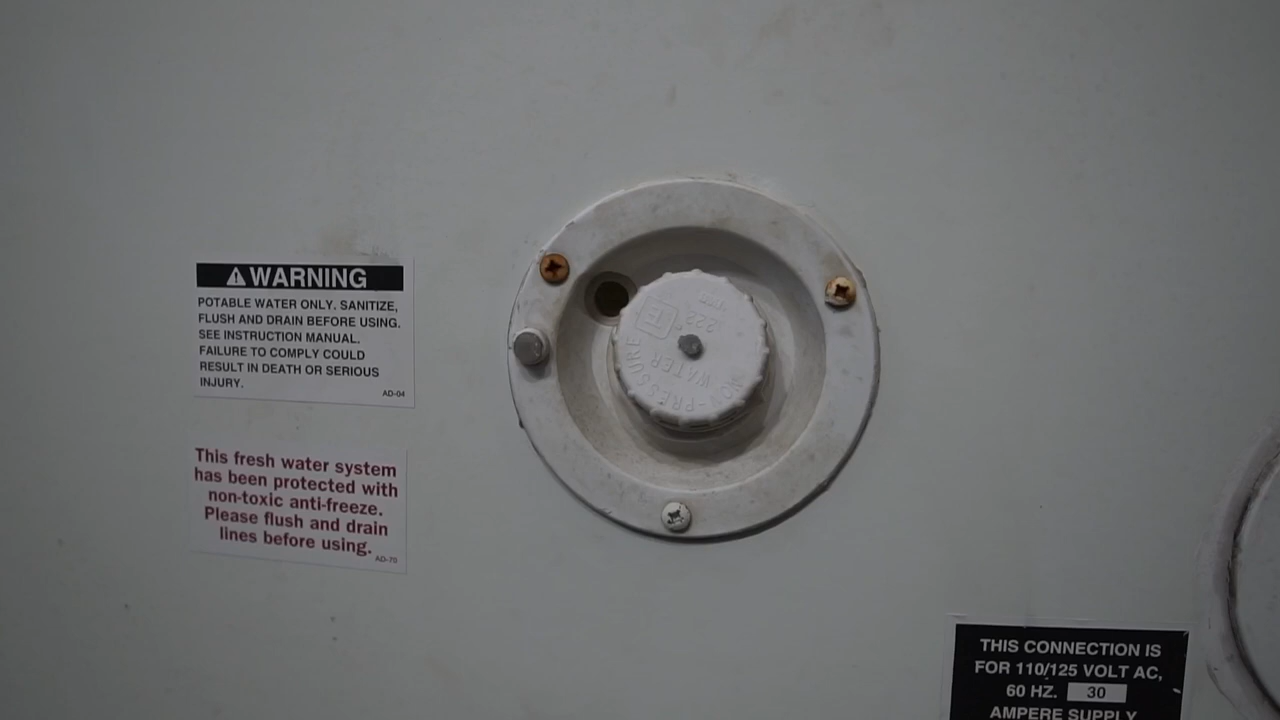 WARNING
POTABLE WATER ONLY. SANITIZE,
FLUSH AND DRAIN BEFORE USING.
SEE INSTRUCTION MANUAL.
FAILURE TO COMPLY COULD
RESULT IN DEATH OR SERIOUS
INJURY.
AD-04
This fresh water system
has been protected with
non-toxic anti-freeze.
Please flush and drain
lines before using.
AD-70
222
NON-PRESSURE
WATER
THIS CONNECTION IS
FOR 110/125 VOLT AC,
60 HZ. 30
AMPERE SUPPLY